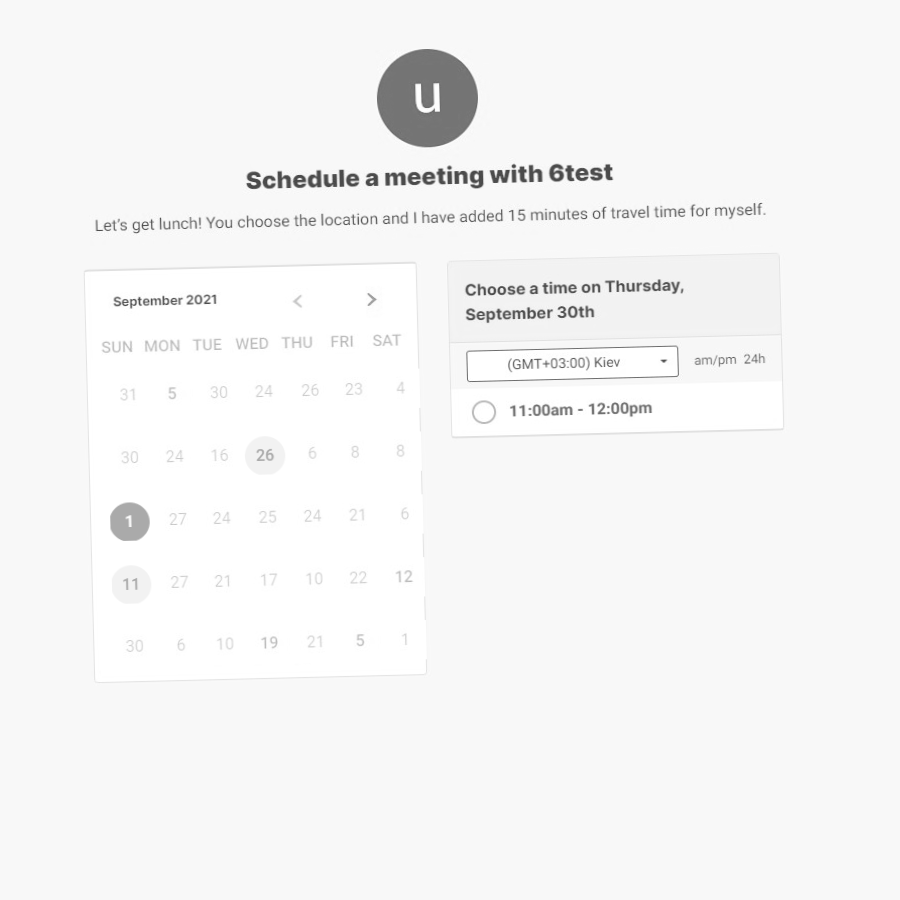 u
Schedule a meeting with 6test
Let's get lunch! You choose the location and I have added 15 minutes of travel time for myself.
September 2021
SUN MON TUE WED THU FRI SAT
31 5 30 24 26 23 4
30 24 16 26 6 8 8
1 27 24 25 24 21 6
11 27 21 17 10 22 12
30 6 10 19 21 5 1
Choose a time on Thursday,
September 30th
(GMT+03:00) Kiev am/pm 24h
11:00am - 12:00pm